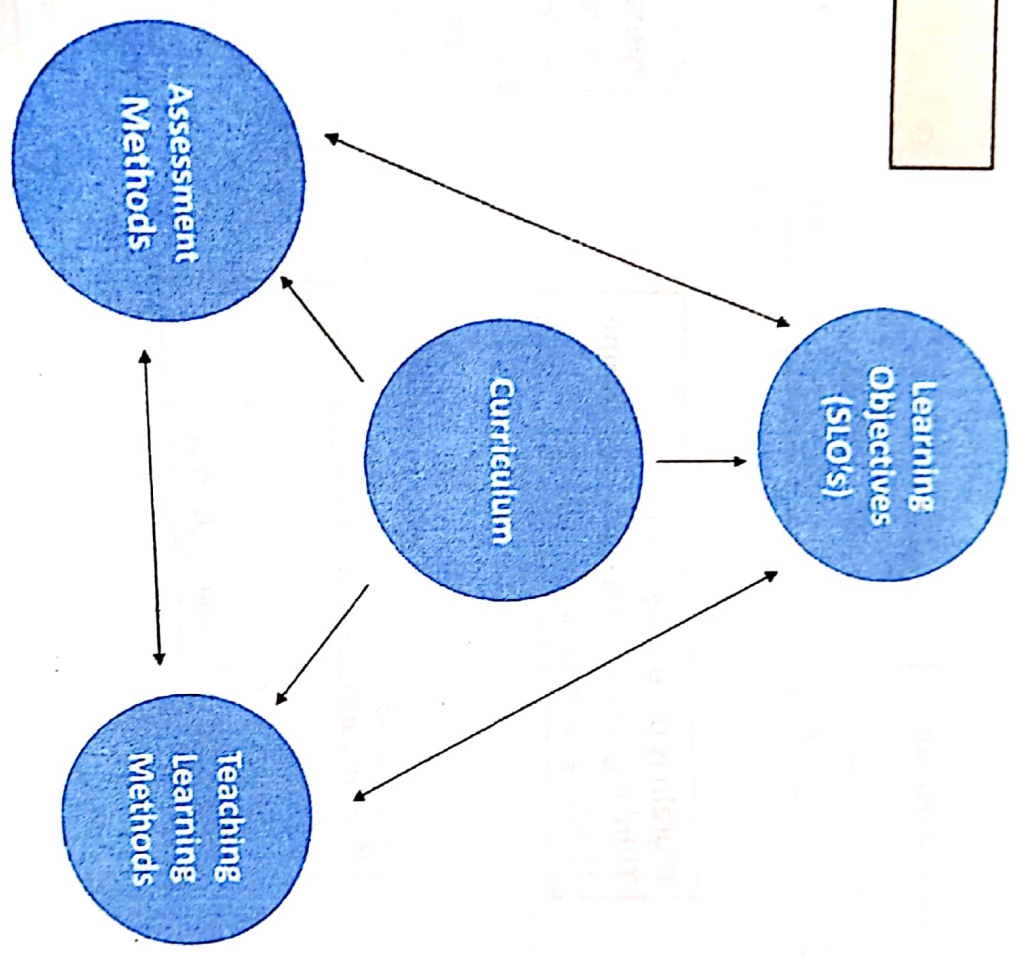 Learning
Objectives
(SLO's)
Curriculum
Assessment
Methods
Teaching
Learning
Methods